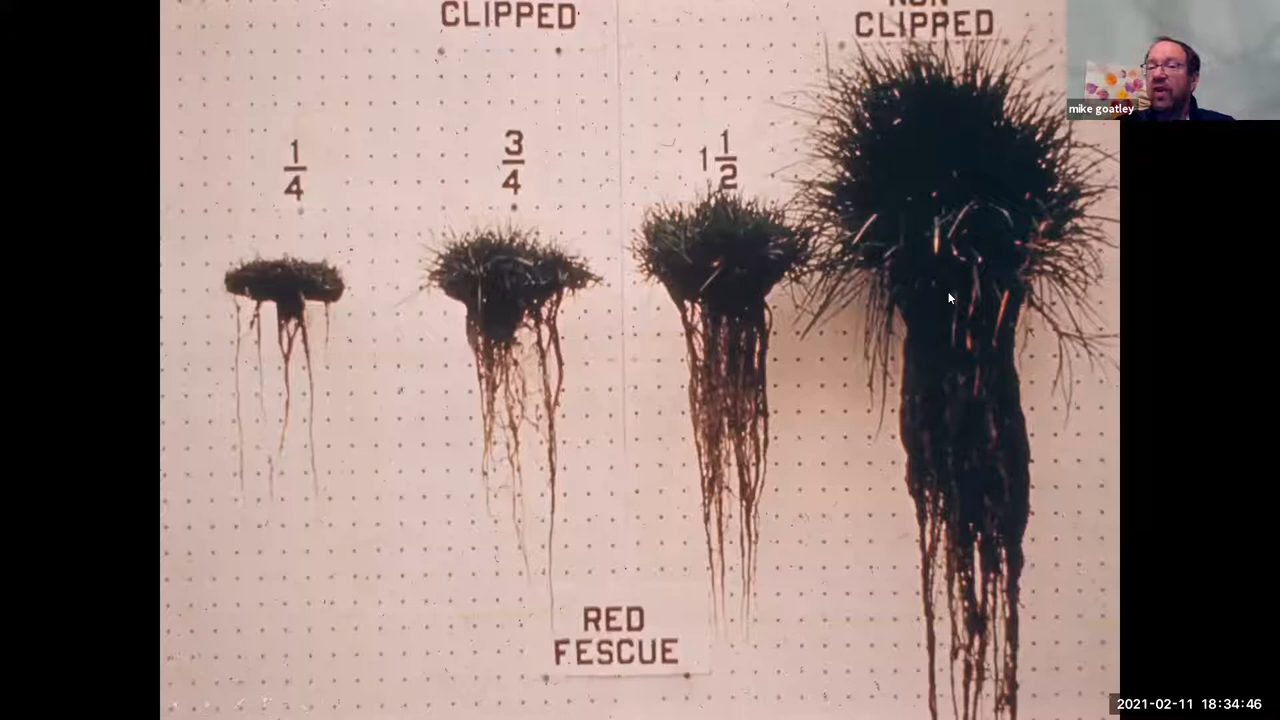 CLIPPED
NON
CLIPPED
mike goatley
1/4
3/4
1 1/2
RED
FESCUE
2021-02-11 18:34:46